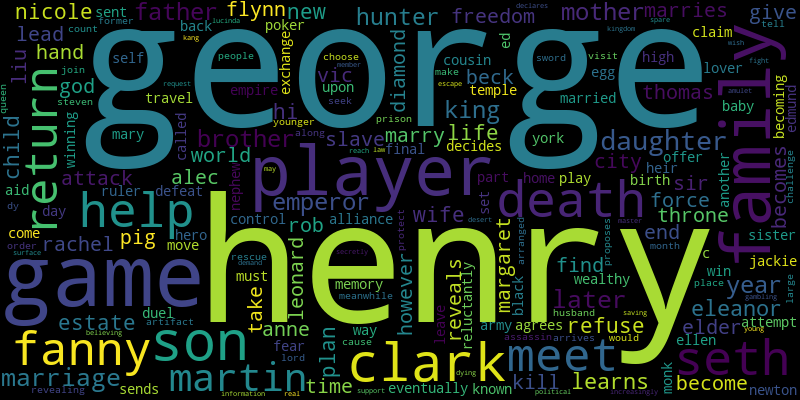 nicole sent father flynn new hunter freedom mother marries give
former lucinda count back poker cousin ed claim
lead self people exchange diamond choose sword visit high lover
hand george family
liu kang vic upon beck seek make egg thomas edmund
god join spare tell kingdom wish fight declares member
child steven travel empire hi escape temple married baby amulet becoming
queen request winning mary called prison king york
return brother slave younger along marry life decides daughter
world final law reach city offer heir another
attack alec player part home play birth sir becomes challenge
aid ruler defeat nephew may emperor death force
dy day help control alliance wife set desert throne
come hero rob protect master sister
order rachel pig move henry margaret end c
surface game rescue demand memory secretly arranged proposes month jackie
must leonard meanwhile however reveals find wealthy win place
artifact duel take black later year large
estate plan leave husband saving gambling
fanny son anne way army agrees refuse eleanor
believing fear cause clark reluctantly assassin arrives would elder attempt
lord meet ellen young seth
marriage martin time dying kill learns monk become
revealing sends information real support eventually known political increasingly newton